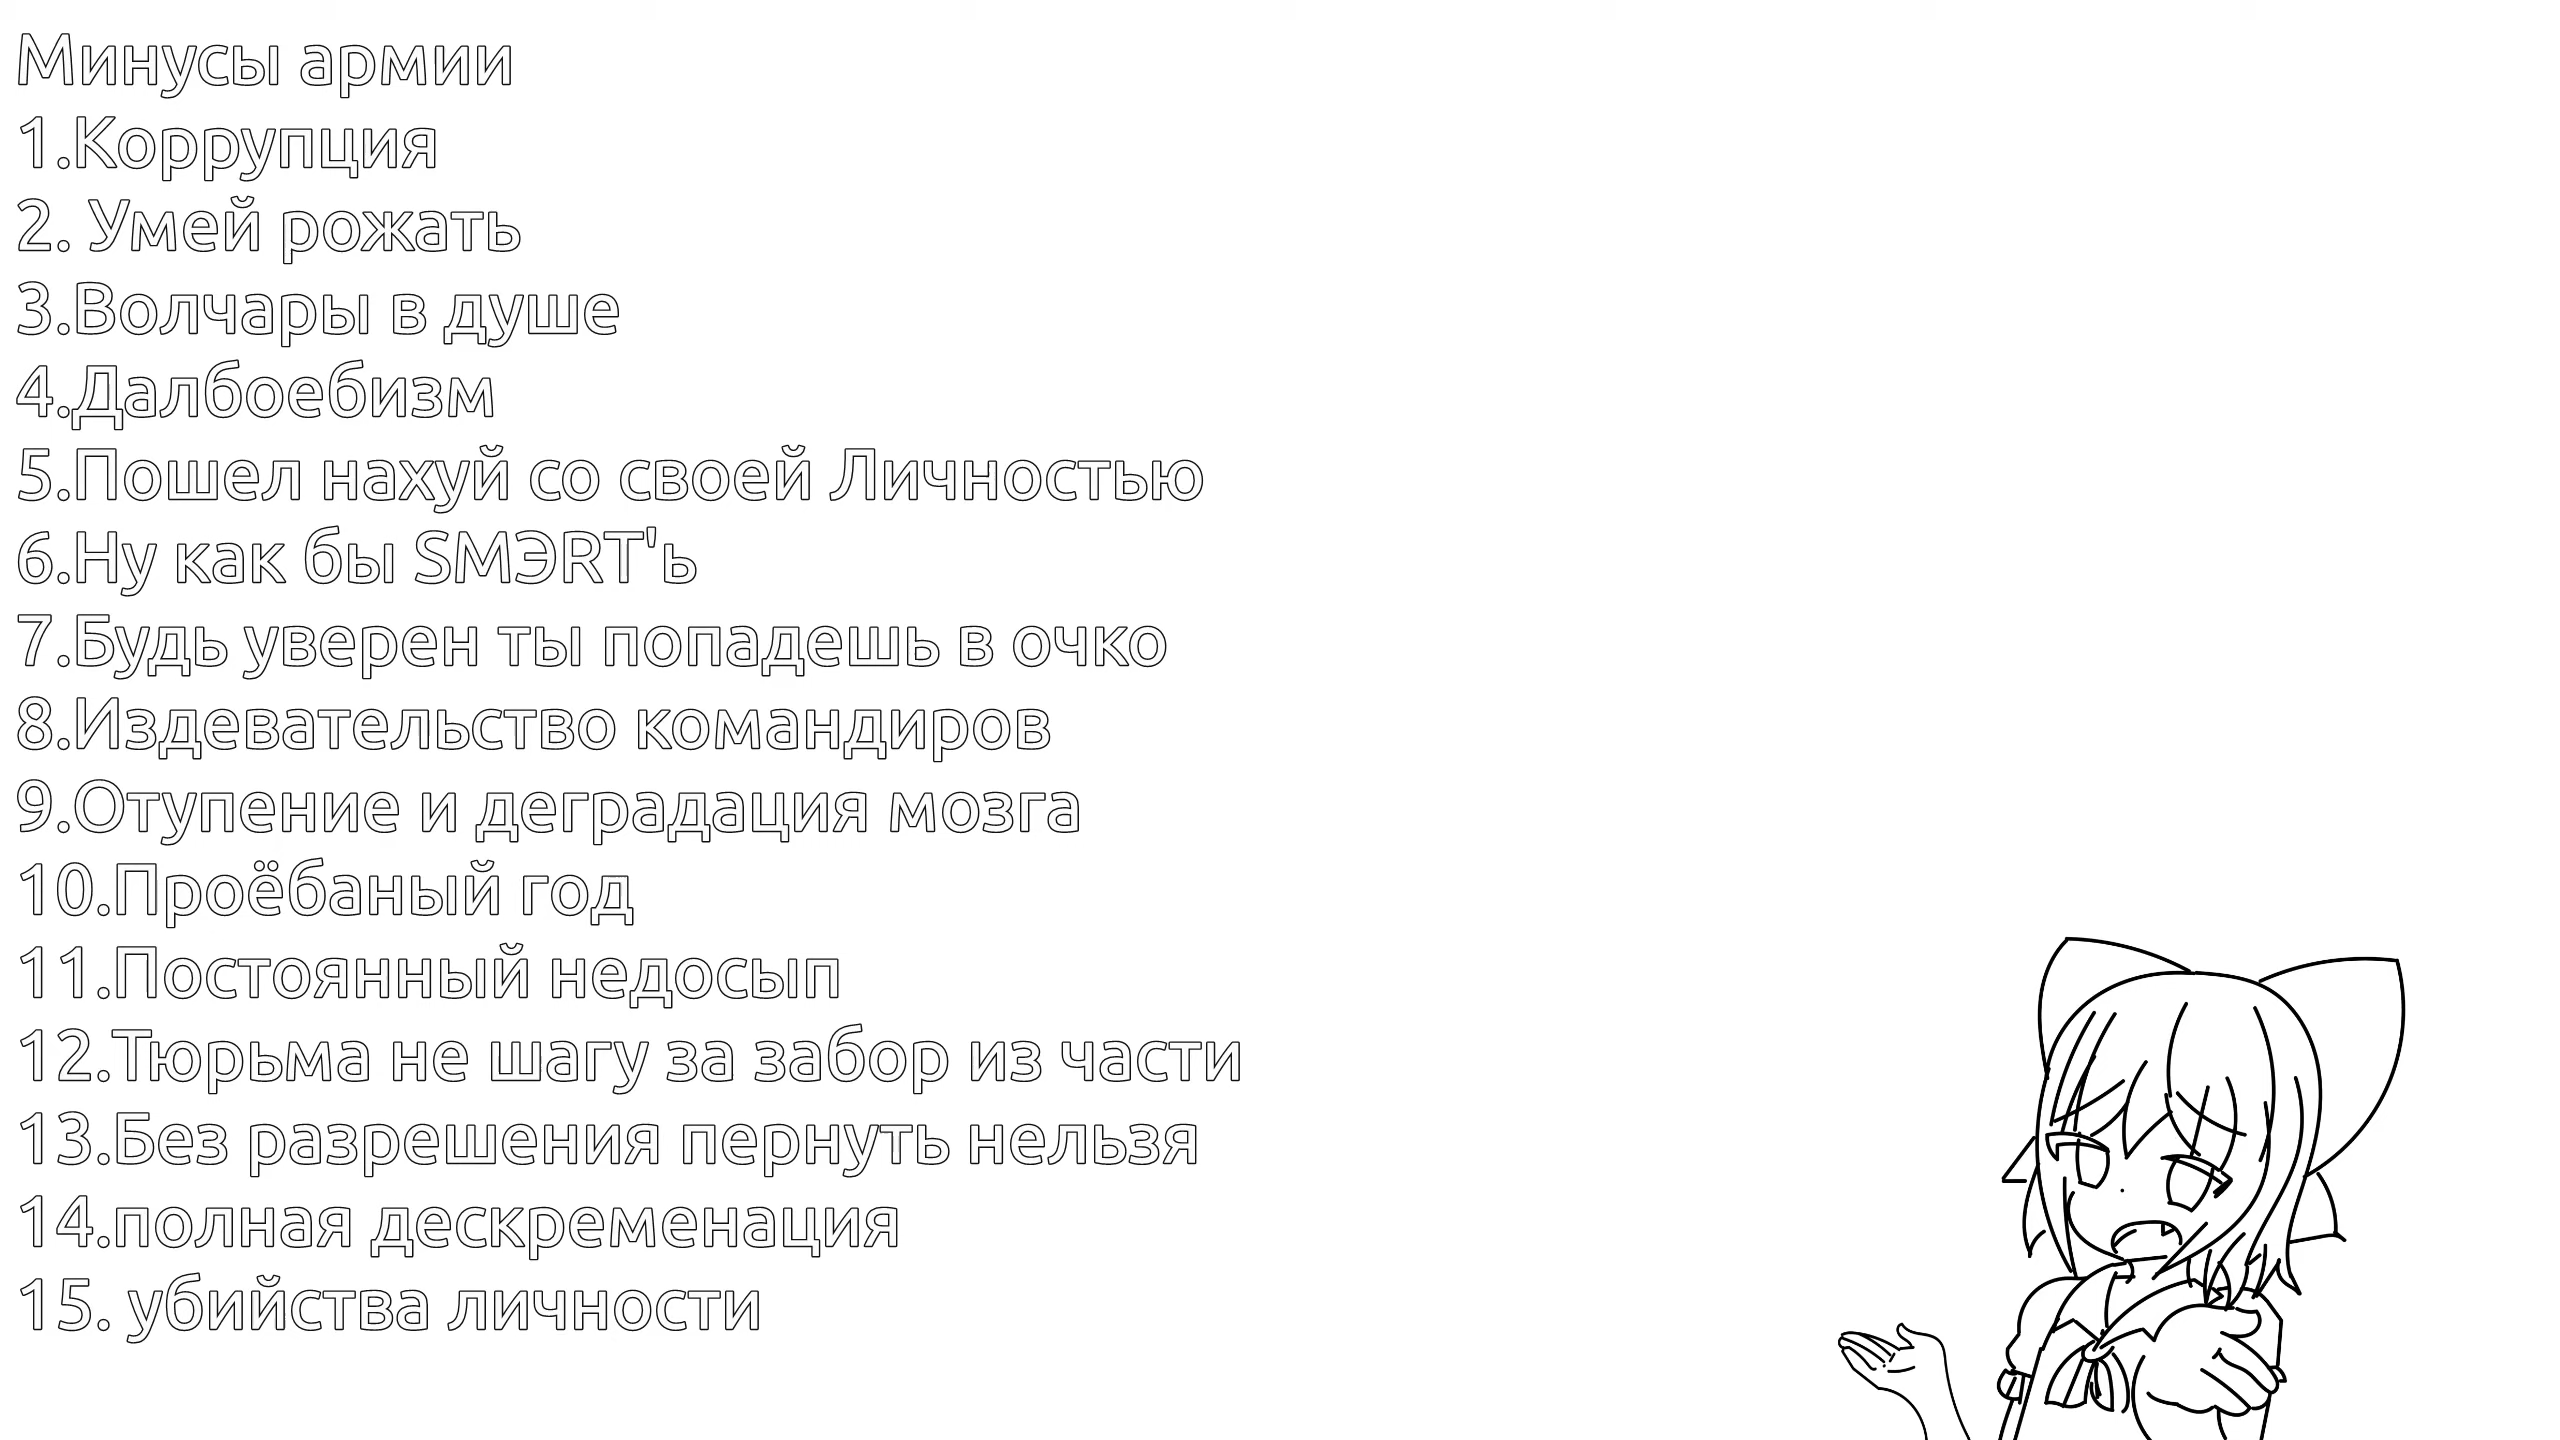 Минусы армии
1.Коррупция
2. Умей рожать
3.Волчары в душе
4.Далбоебизм
5.Пошел нахуй со своей Личностью
6.Ну как бы SMЭRT'ь
7.Будь уверен ты попадешь в очко
8.Издевательство командиров
9.Отупение и деградация мозга
10.Проёбаный год
11.Постоянный недосып
12.Тюрьма не шагу за забор из части
13.Без разрешения пернуть нельзя
14.полная дескременация
15. убийства личности